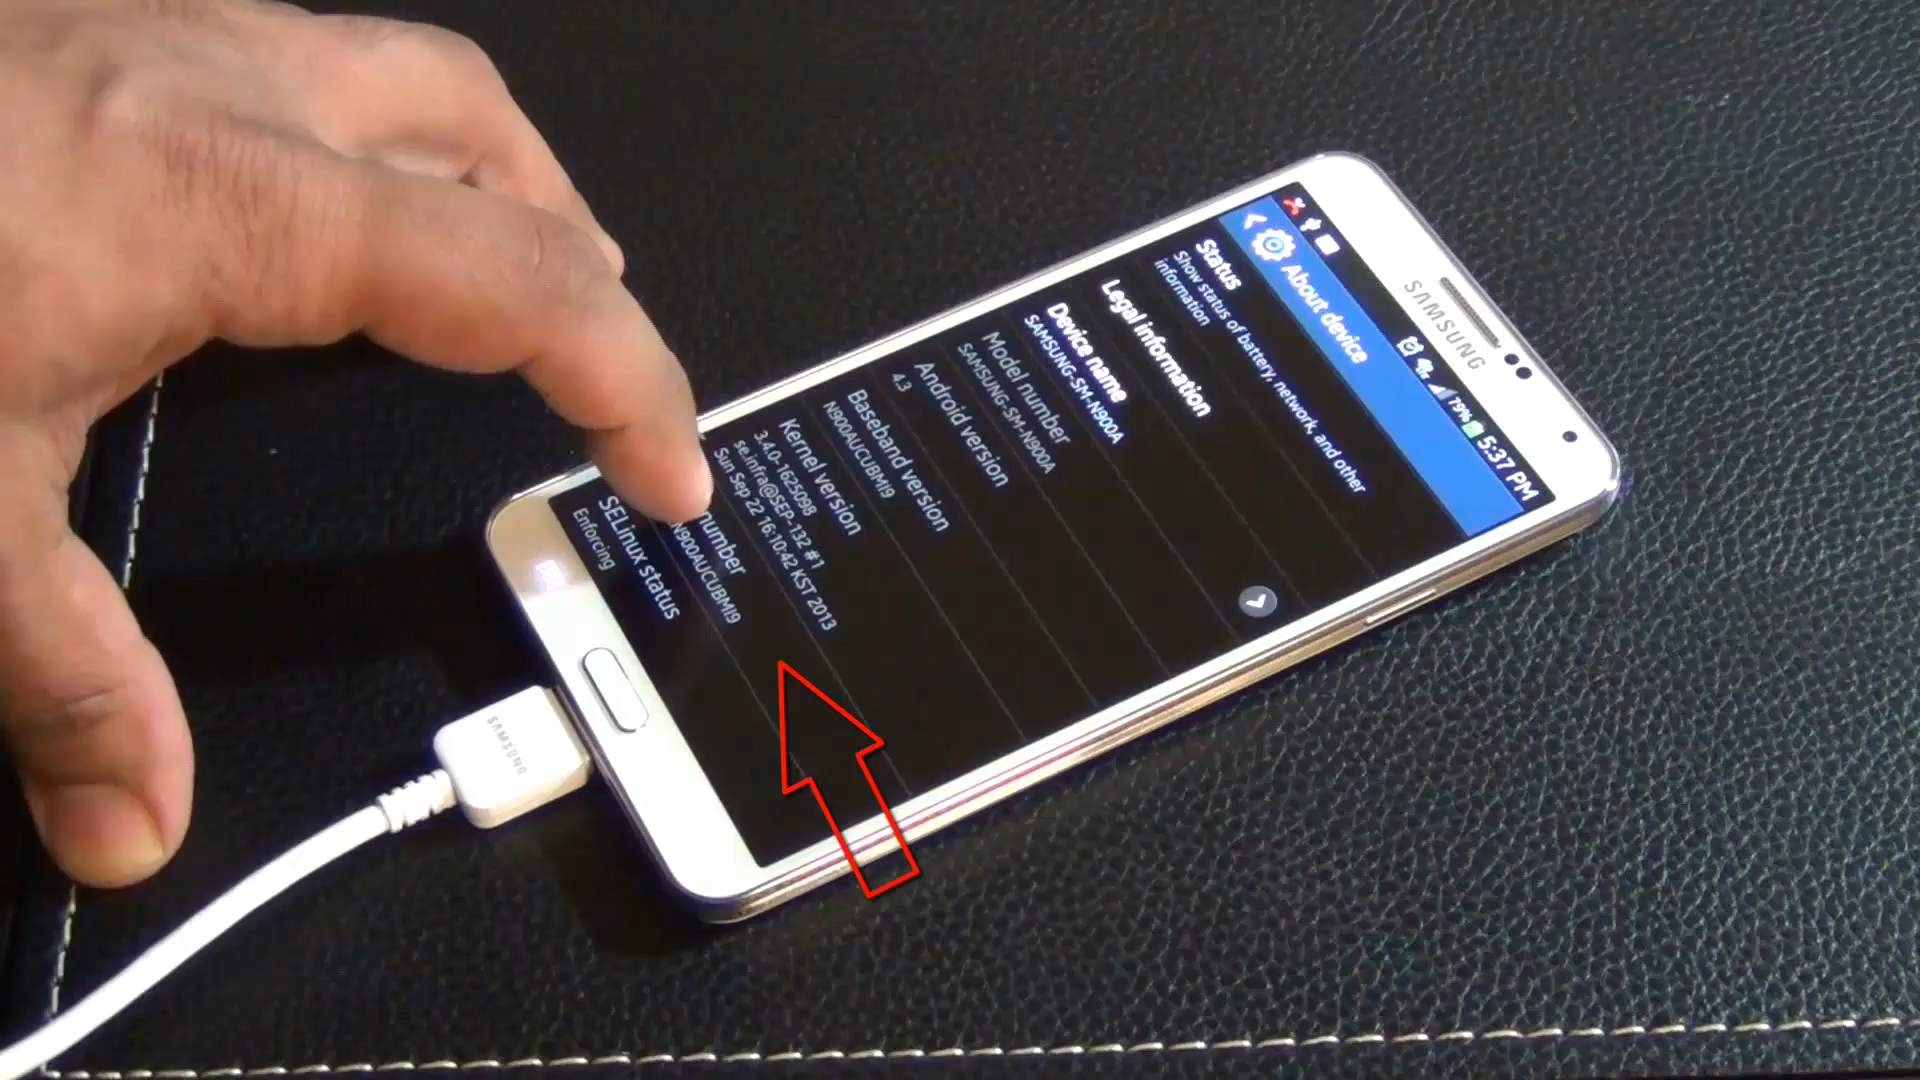 SAMSUNG
79% 5:37 PM
About device
Status
Show status of battery, network, and other
information
Legal information
Device name
SAMSUNG-SM-N900A
Model number
SAMSUNG-SM-N900A
Android version
4.3
Baseband version
N900AUCUBMI9
Kernel version
3.4.0-1625098
se.infra@SEP-132 #1
Sun Sep 22 16:10:42 KST 2013
number
N900AUCUBMI9
SELinux status
Enforcing
SAMSUNG